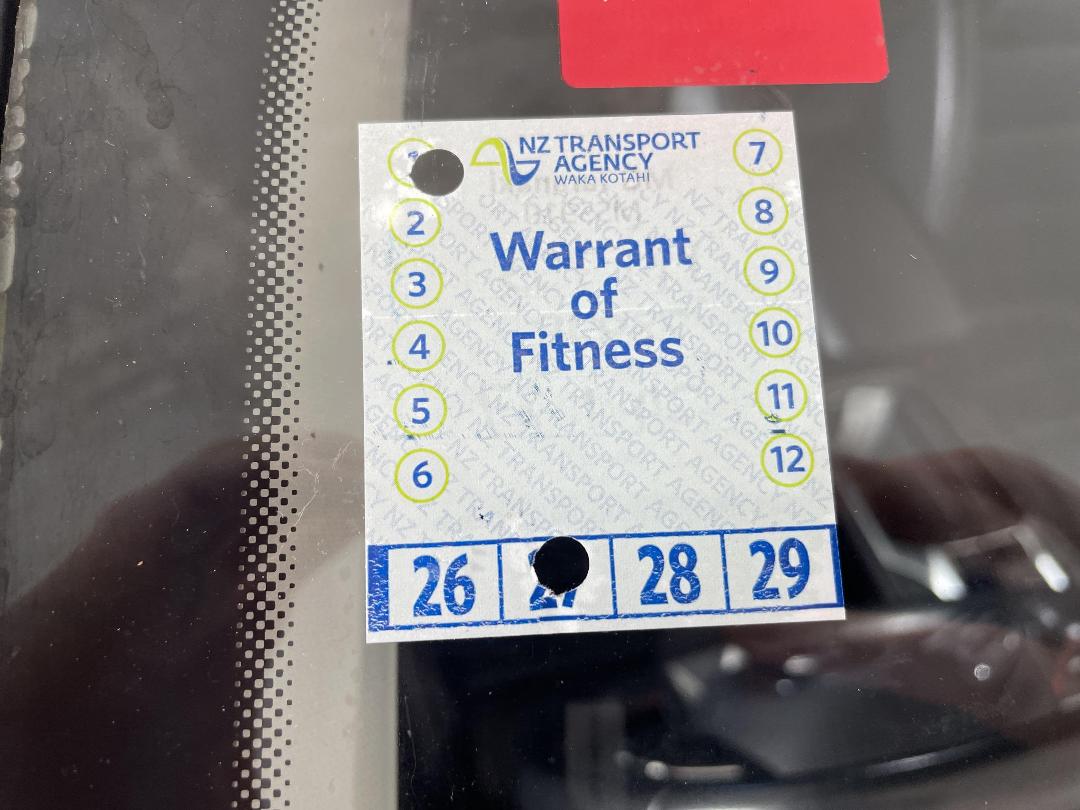 NZ TRANSPORT
AGENCY
WAKA KOTAHI
Warrant
of
Fitness
2
3
4
5
6
7
8
9
10
11
12
26 28 29